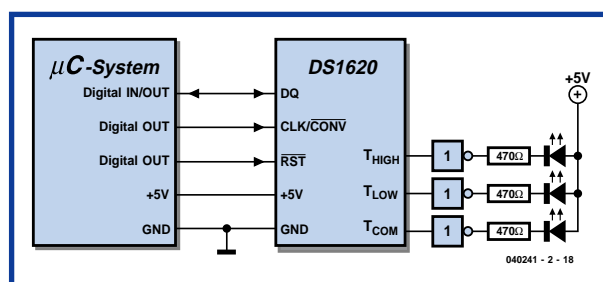 μC-System
DS1620
+5V
Digital IN/OUT
DQ
Digital OUT
CLK/CONV
Digital OUT
RST
THIGH
1
470Ω
+5V
+5V
TLOW
1
470Ω
GND
GND
TCOM
1
470Ω
040241 - 2 - 18